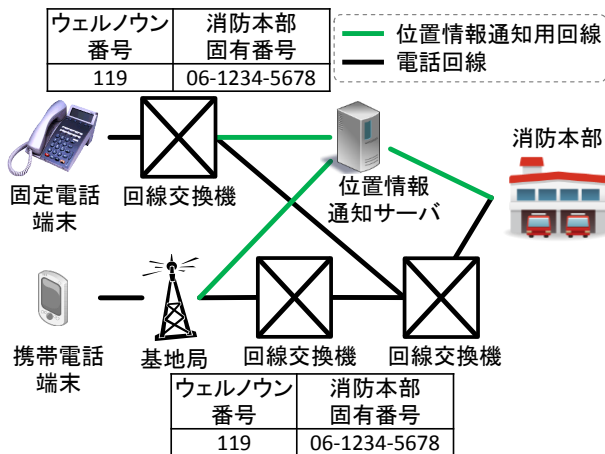 ウェルノウン
番号
消防本部
固有番号
119
06-1234-5678
位置情報通知用回線
電話回線
固定電話
端末
回線交換機
位置情報
通知サーバ
消防本部
携帯電話
端末
基地局
回線交換機
回線交換機
ウェルノウン
番号
消防本部
固有番号
119
06-1234-5678